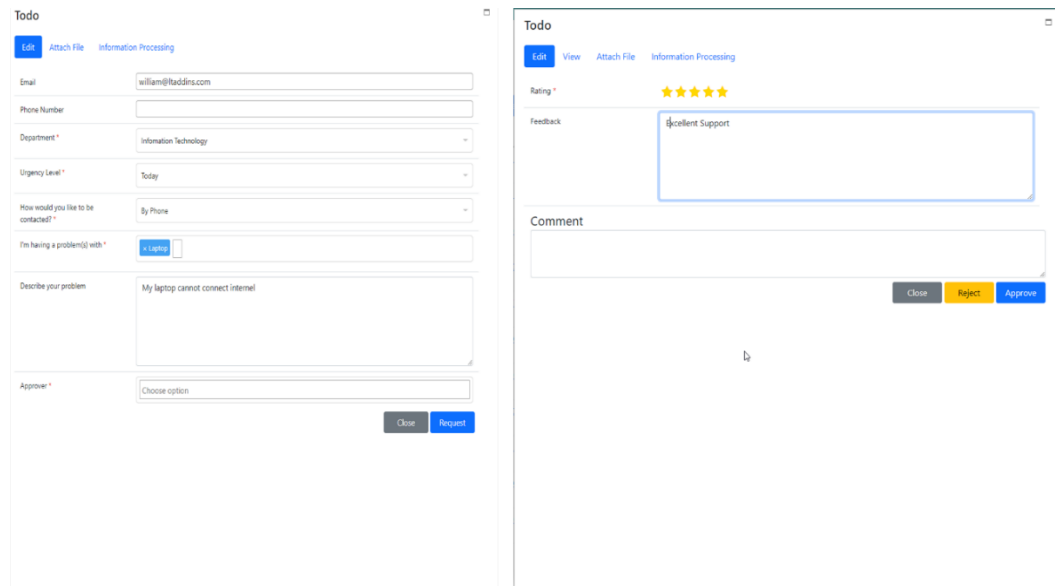 Todo
Edit Attach File Information Processing
Email william@ltaddins.com
Phone Number
Department * Infomation Technology
Urgency Level * Today
How would you like to be
contacted? * By Phone
I'm having a problem(s) with * × Laptop
Describe your problem My laptop cannot connect internel
Approver * Choose option
Close Request
Todo
Edit View Attach File Information Processing
Rating *
Feedback Excellent Support
Comment
Close Reject Approve